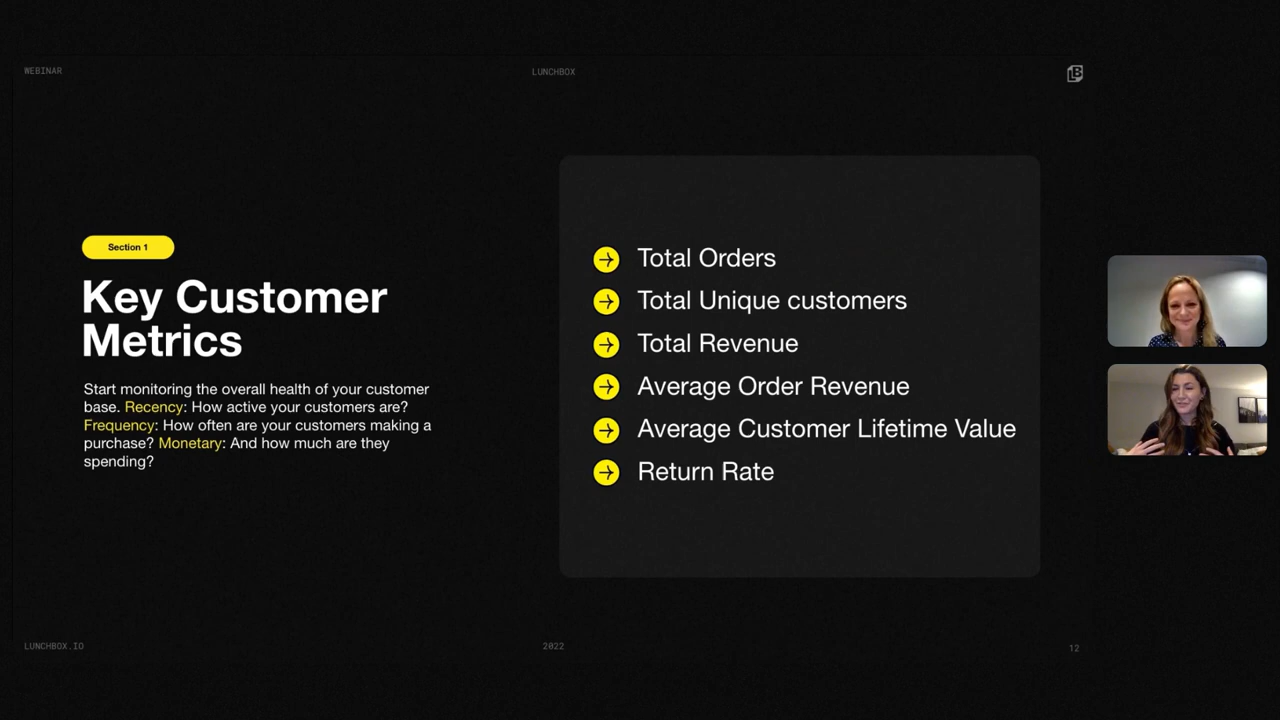 WEBINAR
LUNCHBOX
LB
Section 1
Key Customer
Metrics
Start monitoring the overall health of your customer
base. Recency: How active your customers are?
Frequency: How often are your customers making a
purchase? Monetary: And how much are they
spending?
Total Orders
Total Unique customers
Total Revenue
Average Order Revenue
Average Customer Lifetime Value
Return Rate
LUNCHBOX.IO
2022
12